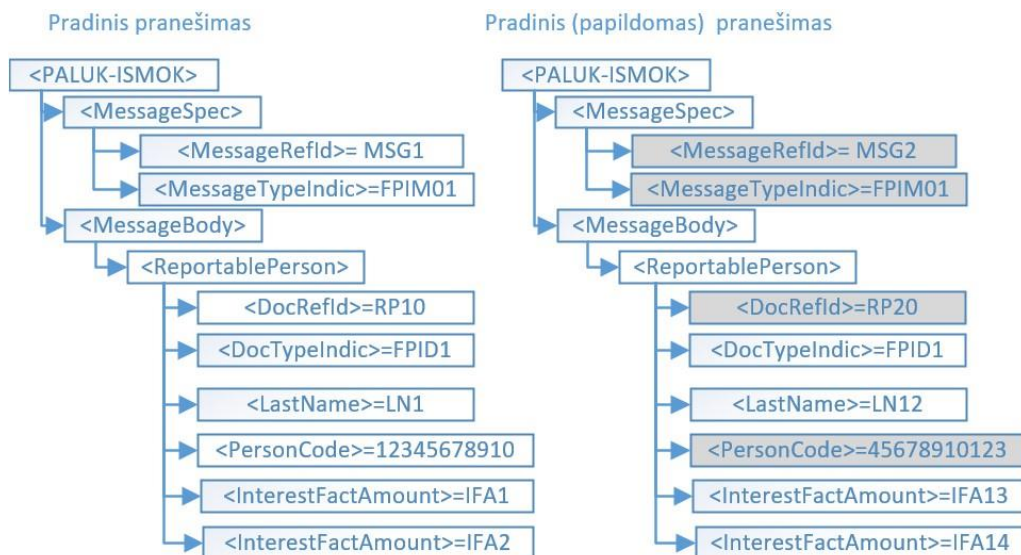 Pradinis pranešimas
<PALUK-ISMOK>
<MessageSpec>
<MessageRefId>= MSG1
<MessageTypeIndic>=FPIM01
<MessageBody>
<ReportablePerson>
<DocRefId>=RP10
<DocTypeIndic>=FPID1
<LastName>=LN1
<PersonCode>=12345678910
<InterestFactAmount>=IFA1
<InterestFactAmount>=IFA2
Pradinis (papildomas) pranešimas
<PALUK-ISMOK>
<MessageSpec>
<MessageRefId>= MSG2
<MessageTypeIndic>=FPIM01
<MessageBody>
<ReportablePerson>
<DocRefId>=RP20
<DocTypeIndic>=FPID1
<LastName>=LN12
<PersonCode>=45678910123
<InterestFactAmount>=IFA13
<InterestFactAmount>=IFA14